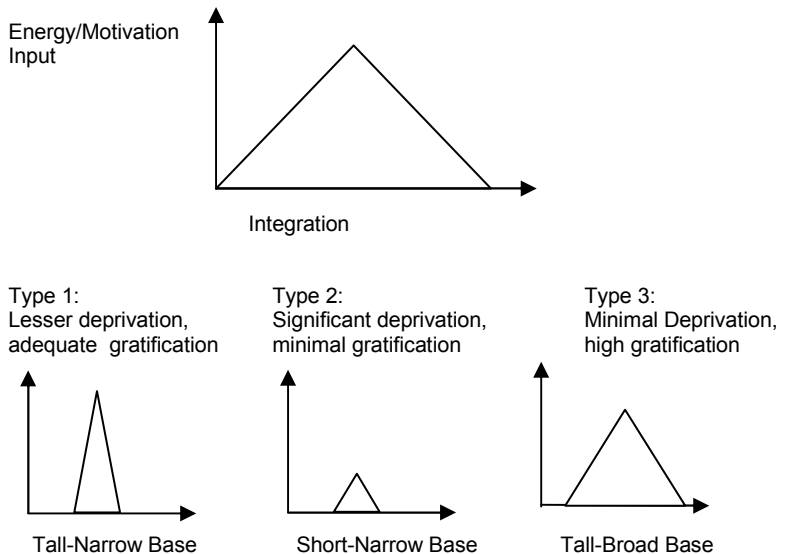 Energy/Motivation
Input
Integration
Type 1:
Lesser deprivation,
adequate gratification
Type 2:
Significant deprivation,
minimal gratification
Type 3:
Minimal Deprivation,
high gratification
Tall-Narrow Base
Short-Narrow Base
Tall-Broad Base